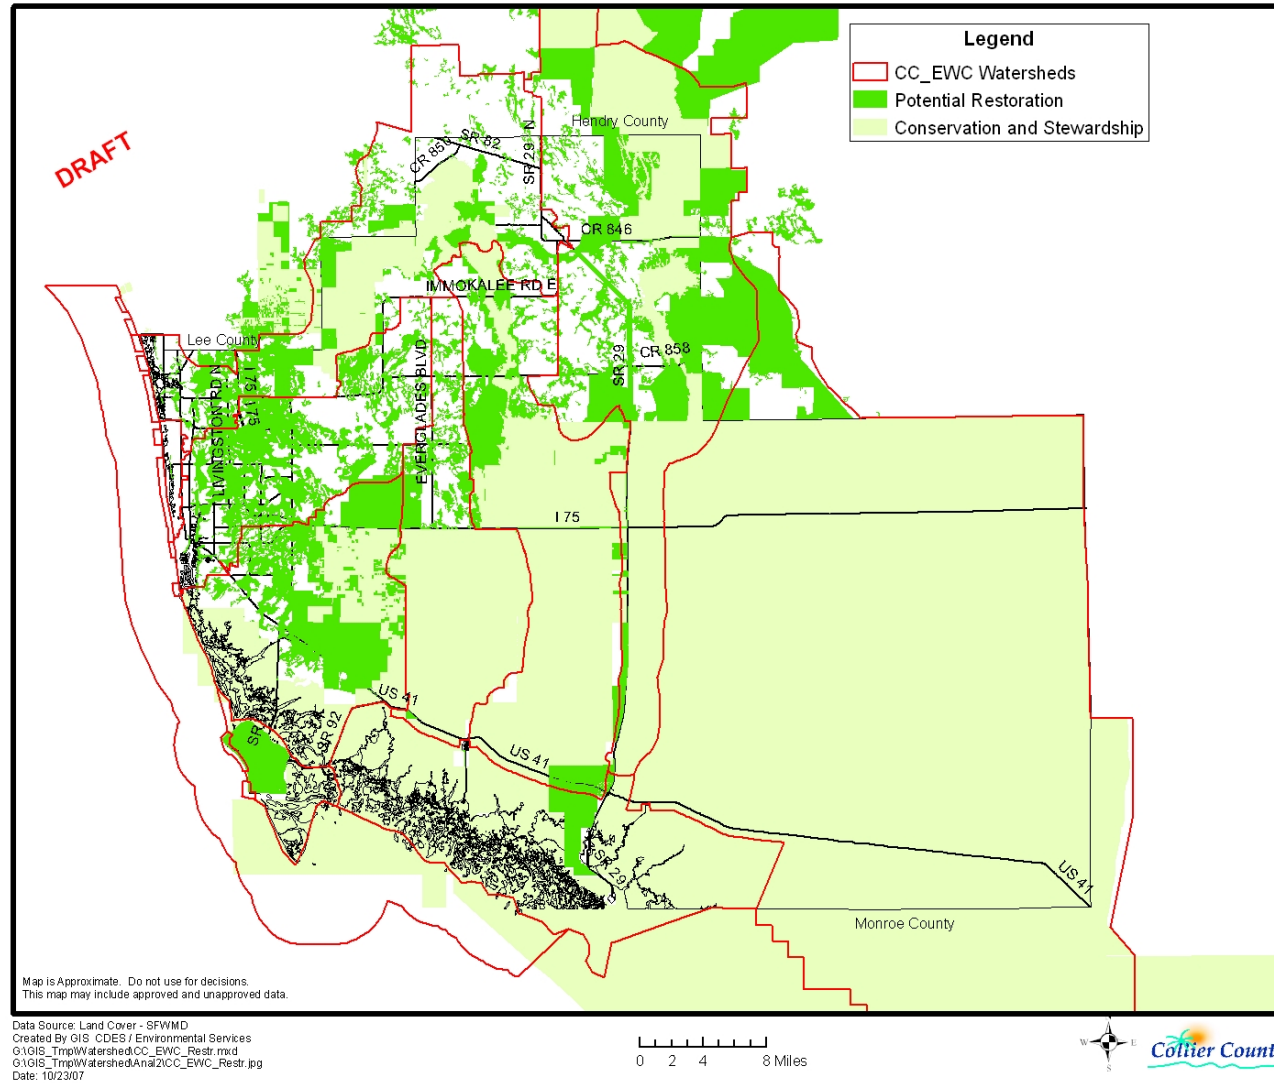 Legend
CC_EWC Watersheds
Potential Restoration
Conservation and Stewardship
DRAFT
Hendry County
SR 82
CR 850
SR 29 N
CR 846
IMMOKALEE RD E
Lee County
CR 858
SR 29
EVERGLADES BLVD
LIVINGSTON RD N
I 75
I 75
I 75
US 41
SR 92
SR
US 41
SR 29
US 41
Monroe County
Map is Approximate. Do not use for decisions.
This map may include approved and unapproved data.
Data Source: Land Cover - SFWMD
Created By GIS CDES / Environmental Services
G:\GIS_Tmp\Watershed\CC_EWC_Restr.mxd
G:\GIS_Tmp\Watershed\Anal2\CC_EWC_Restr.jpg
Date: 10/23/07
0 2 4 8 Miles
N
W E
S
Collier Count